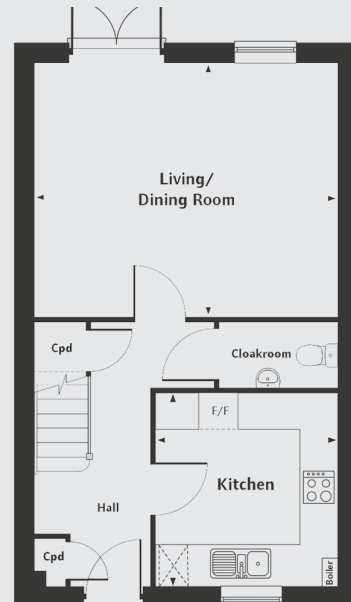 Living/
Dining Room
Cpd
Cloakroom
F/F
Kitchen
Hall
Cpd
Boiler